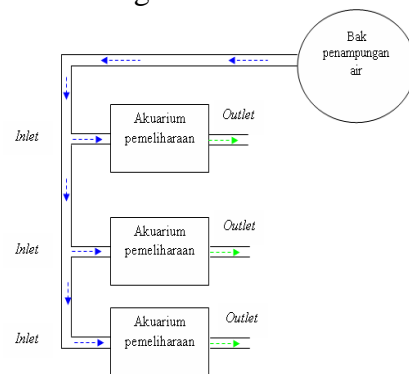 Bak
penampungan
air
Akuarium
pemeliharaan
Outlet
Inlet
Akuarium
pemeliharaan
Outlet
Inlet
Akuarium
pemeliharaan
Outlet
Inlet